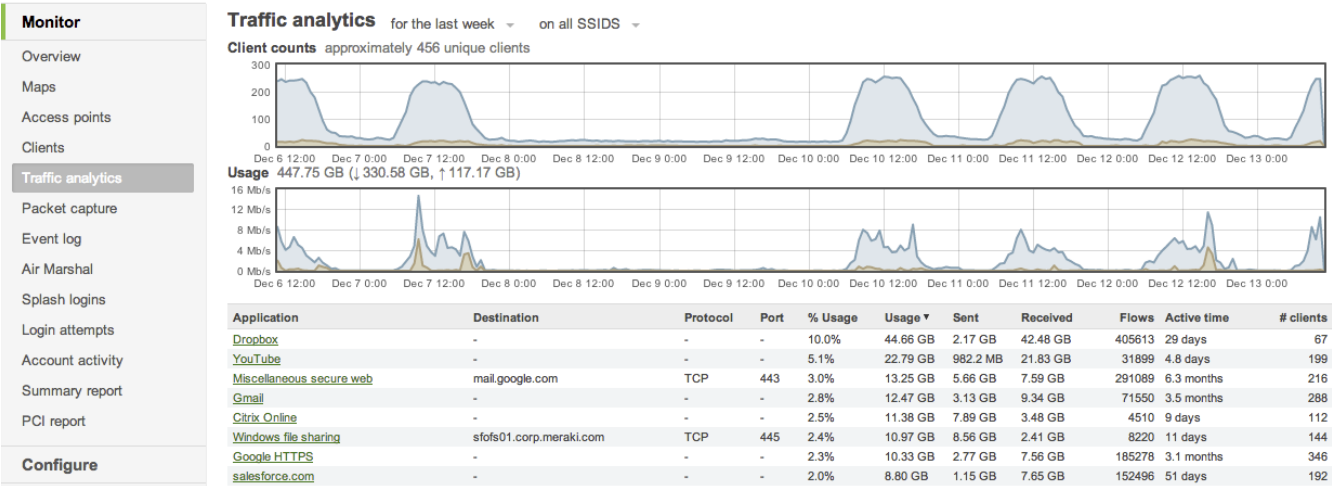 Monitor
Overview
Maps
Access points
Clients
Traffic analytics
Packet capture
Event log
Air Marshal
Splash logins
Login attempts
Account activity
Summary report
PCI report
Configure
Traffic analytics for the last week on all SSIDS
Client counts approximately 456 unique clients
300
200
100
0
Dec 6 12:00 Dec 7 0:00 Dec 7 12:00 Dec 8 0:00 Dec 8 12:00 Dec 9 0:00 Dec 9 12:00 Dec 10 0:00 Dec 10 12:00 Dec 11 0:00 Dec 11 12:00 Dec 12 0:00 Dec 12 12:00 Dec 13 0:00
Usage 447.75 GB (↓330.58 GB, ↑117.17 GB)
16 Mb/s
12 Mb/s
8 Mb/s
4 Mb/s
0 Mb/s
Dec 6 12:00 Dec 7 0:00 Dec 7 12:00 Dec 8 0:00 Dec 8 12:00 Dec 9 0:00 Dec 9 12:00 Dec 10 0:00 Dec 10 12:00 Dec 11 0:00 Dec 11 12:00 Dec 12 0:00 Dec 12 12:00 Dec 13 0:00
Application Destination Protocol Port % Usage Usage ▼ Sent Received Flows Active time # clients
Dropbox - - - 10.0% 44.66 GB 2.17 GB 42.48 GB 405613 29 days 67
YouTube - - - 5.1% 22.79 GB 982.2 MB 21.83 GB 31899 4.8 days 199
Miscellaneous secure web mail.google.com TCP 443 3.0% 13.25 GB 5.66 GB 7.59 GB 291089 6.3 months 216
Gmail - - - 2.8% 12.47 GB 3.13 GB 9.34 GB 71550 3.5 months 288
Citrix Online - - - 2.5% 11.38 GB 7.89 GB 3.48 GB 4510 9 days 112
Windows file sharing sfofs01.corp.meraki.com TCP 445 2.4% 10.97 GB 8.56 GB 2.41 GB 8220 11 days 144
Google HTTPS - - - 2.3% 10.33 GB 2.77 GB 7.56 GB 185278 3.1 months 346
salesforce.com - - - 2.0% 8.80 GB 1.15 GB 7.65 GB 152496 51 days 192